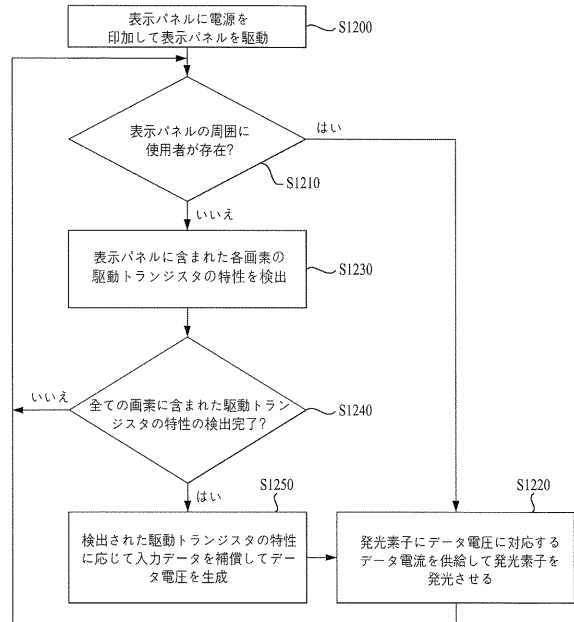 表示パネルに電源を
印加して表示パネルを駆動
S1200
表示パネルの周囲に
使用者が存在?
はい
S1210
いいえ
表示パネルに含まれた各画素の
駆動トランジスタの特性を検出
S1230
いいえ
全ての画素に含まれた駆動トラン
ジスタの特性の検出完了?
S1240
はい
S1250
検出された駆動トランジスタの特性
に応じて入力データを補償してデー
タ電圧を生成
S1220
発光素子にデータ電圧に対応する
データ電流を供給して発光素子を
発光させる